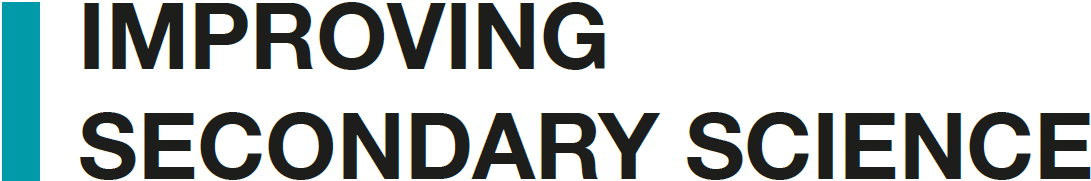 IMPROVING
SECONDARY SCIENCE